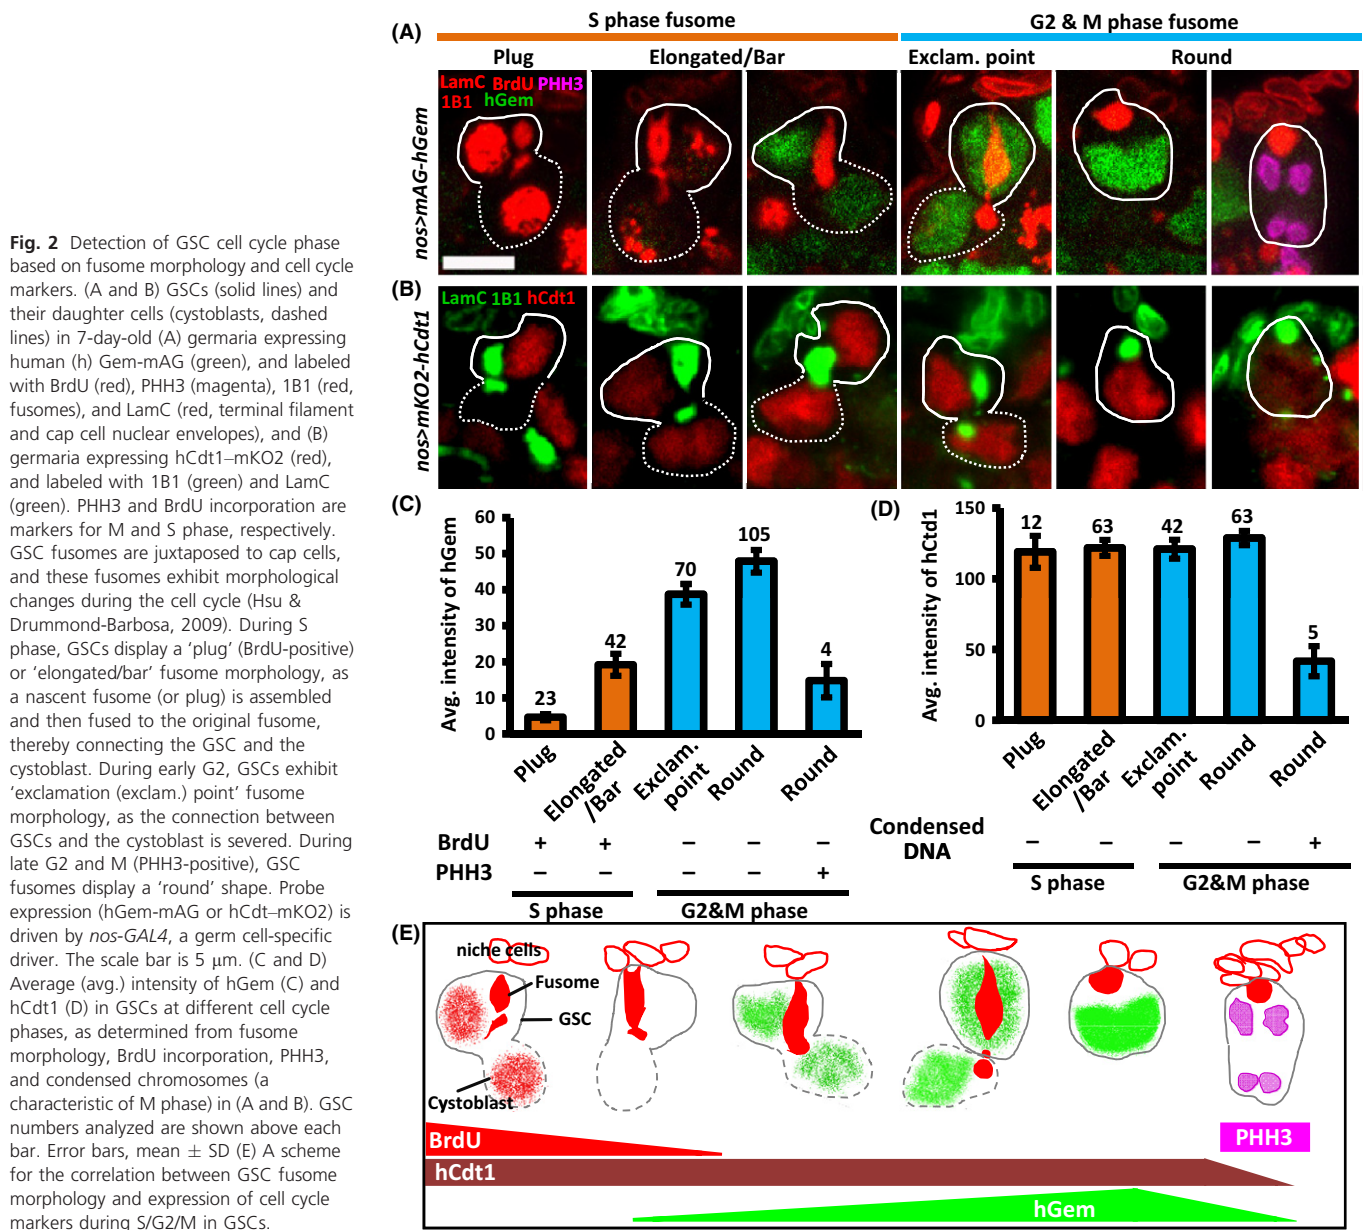 Fig. 2 Detection of GSC cell cycle phase
based on fusome morphology and cell cycle
markers. (A and B) GSCs (solid lines) and
their daughter cells (cystoblasts, dashed
lines) in 7-day-old (A) germaria expressing
human (h) Gem-mAG (green), and labeled
with BrdU (red), PHH3 (magenta), 1B1 (red,
fusomes), and LamC (red, terminal filament
and cap cell nuclear envelopes), and (B)
germaria expressing hCdt1–mKO2 (red),
and labeled with 1B1 (green) and LamC
(green). PHH3 and BrdU incorporation are
markers for M and S phase, respectively.
GSC fusomes are juxtaposed to cap cells,
and these fusomes exhibit morphological
changes during the cell cycle (Hsu &
Drummond-Barbosa, 2009). During S
phase, GSCs display a ‘plug’ (BrdU-positive)
or ‘elongated/bar’ fusome morphology, as
a nascent fusome (or plug) is assembled
and then fused to the original fusome,
thereby connecting the GSC and the
cystoblast. During early G2, GSCs exhibit
‘exclamation (exclam.) point’ fusome
morphology, as the connection between
GSCs and the cystoblast is severed. During
late G2 and M (PHH3-positive), GSC
fusomes display a ‘round’ shape. Probe
expression (hGem-mAG or hCdt–mKO2) is
driven by nos-GAL4, a germ cell-specific
driver. The scale bar is 5 μm. (C and D)
Average (avg.) intensity of hGem (C) and
hCdt1 (D) in GSCs at different cell cycle
phases, as determined from fusome
morphology, BrdU incorporation, PHH3,
and condensed chromosomes (a
characteristic of M phase) in (A and B). GSC
numbers analyzed are shown above each
bar. Error bars, mean ± SD (E) A scheme
for the correlation between GSC fusome
morphology and expression of cell cycle
markers during S/G2/M in GSCs.
(A)
S phase fusome
G2 & M phase fusome
Plug
Elongated/Bar
Exclam. point
Round
LamC BrdU PHH3
1B1 hGem
nos>mAG-hGem
(B)
LamC 1B1 hCdt1
nos>mKO2-hCdt1
(C)
Avg. intensity of hGem
60
50
40
30
20
10
0
23
42
70
105
4
Plug
Elongated
/Bar
Exclam.
point
Round
Round
BrdU + + – – –
PHH3 – – – – +
S phase
G2&M phase
(D)
Avg. intensity of hCtd1
150
100
50
0
12
63
42
63
5
Plug
Elongated
/Bar
Exclam.
point
Round
Round
Condensed
DNA – – – – +
S phase
G2&M phase
(E)
niche cells
Fusome
GSC
Cystoblast
BrdU
PHH3
hCdt1
hGem